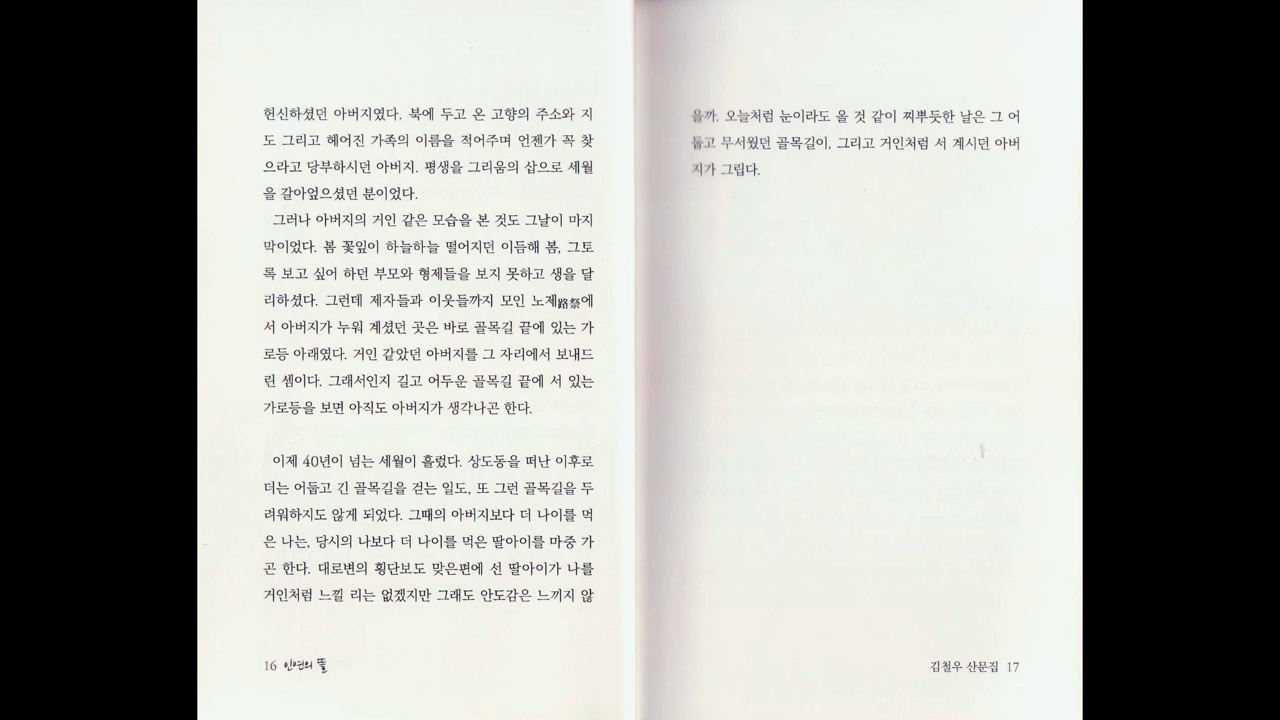 헌신하셨던 아버지였다. 북에 두고 온 고향의 주소와 지
도 그리고 헤어진 가족의 이름을 적어주며 언젠가 꼭 찾
으라고 당부하시던 아버지. 평생을 그리움의 삽으로 세월
을 갈아엎으셨던 분이었다.
그러나 아버지의 거인 같은 모습을 본 것도 그날이 마지
막이었다. 봄 꽃잎이 하늘하늘 떨어지던 이듬해 봄, 그토
록 보고 싶어 하던 부모와 형제들을 보지 못하고 생을 달
리하셨다. 그런데 제자들과 이웃들까지 모인 노제路祭에
서 아버지가 누워 계셨던 곳은 바로 골목길 끝에 있는 가
로등 아래였다. 거인 같았던 아버지를 그 자리에서 보내드
린 셈이다. 그래서인지 길고 어두운 골목길 끝에 서 있는
가로등을 보면 아직도 아버지가 생각나곤 한다.
이제 40년이 넘는 세월이 흘렀다. 상도동을 떠난 이후로
더는 어둡고 긴 골목길을 걷는 일도, 또 그런 골목길을 두
려워하지도 않게 되었다. 그때의 아버지보다 더 나이를 먹
은 나는, 당시의 나보다 더 나이를 먹은 딸아이를 마중 가
곤 한다. 대로변의 횡단보도 맞은편에 선 딸아이가 나를
거인처럼 느낄 리는 없겠지만 그래도 안도감은 느끼지 않
16 인연의 뜰
을까. 오늘처럼 눈이라도 올 것 같이 찌뿌듯한 날은 그 어
둡고 무서웠던 골목길이, 그리고 거인처럼 서 계시던 아버
지가 그립다.
김철우 산문집 17